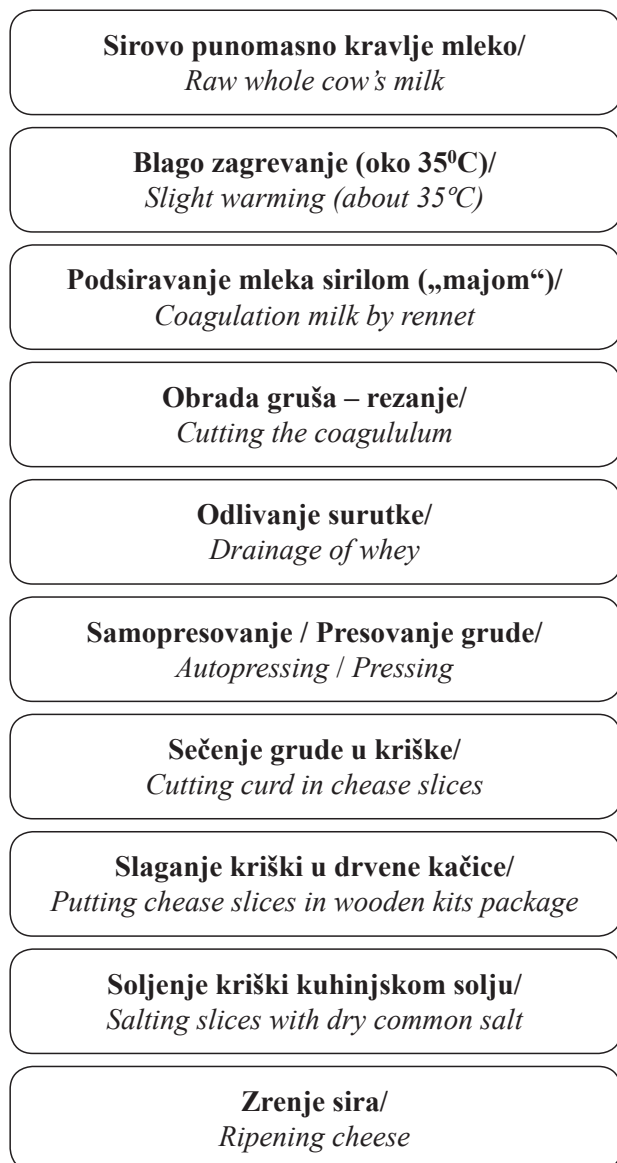 Sirovo punomasno kravlje mleko/
Raw whole cow’s milk
Blago zagrevanje (oko 35⁰C)/
Slight warming (about 35ºC)
Podsiravanje mleka sirilom („majom“)/
Coagulation milk by rennet
Obrada gruša – rezanje/
Cutting the coagululum
Odlivanje surutke/
Drainage of whey
Samopresovanje / Presovanje grude/
Autopressing / Pressing
Sečenje grude u kriške/
Cutting curd in chease slices
Slaganje kriški u drvene kačice/
Putting chease slices in wooden kits package
Soljenje kriški kuhinjskom solju/
Salting slices with dry common salt
Zrenje sira/
Ripening cheese